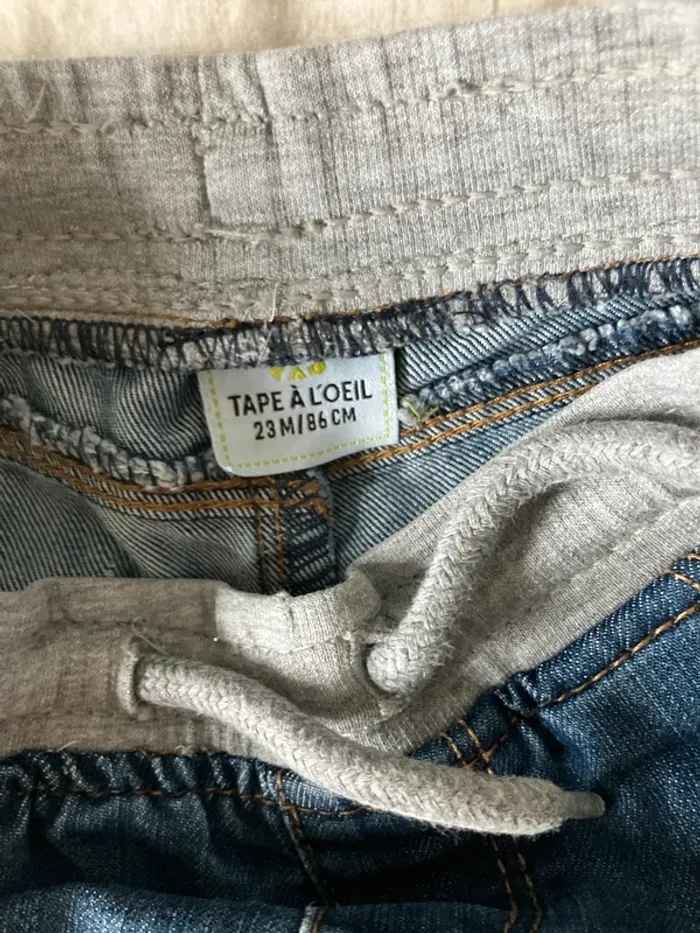 TAPE À L'OEIL
23 M/86 CM